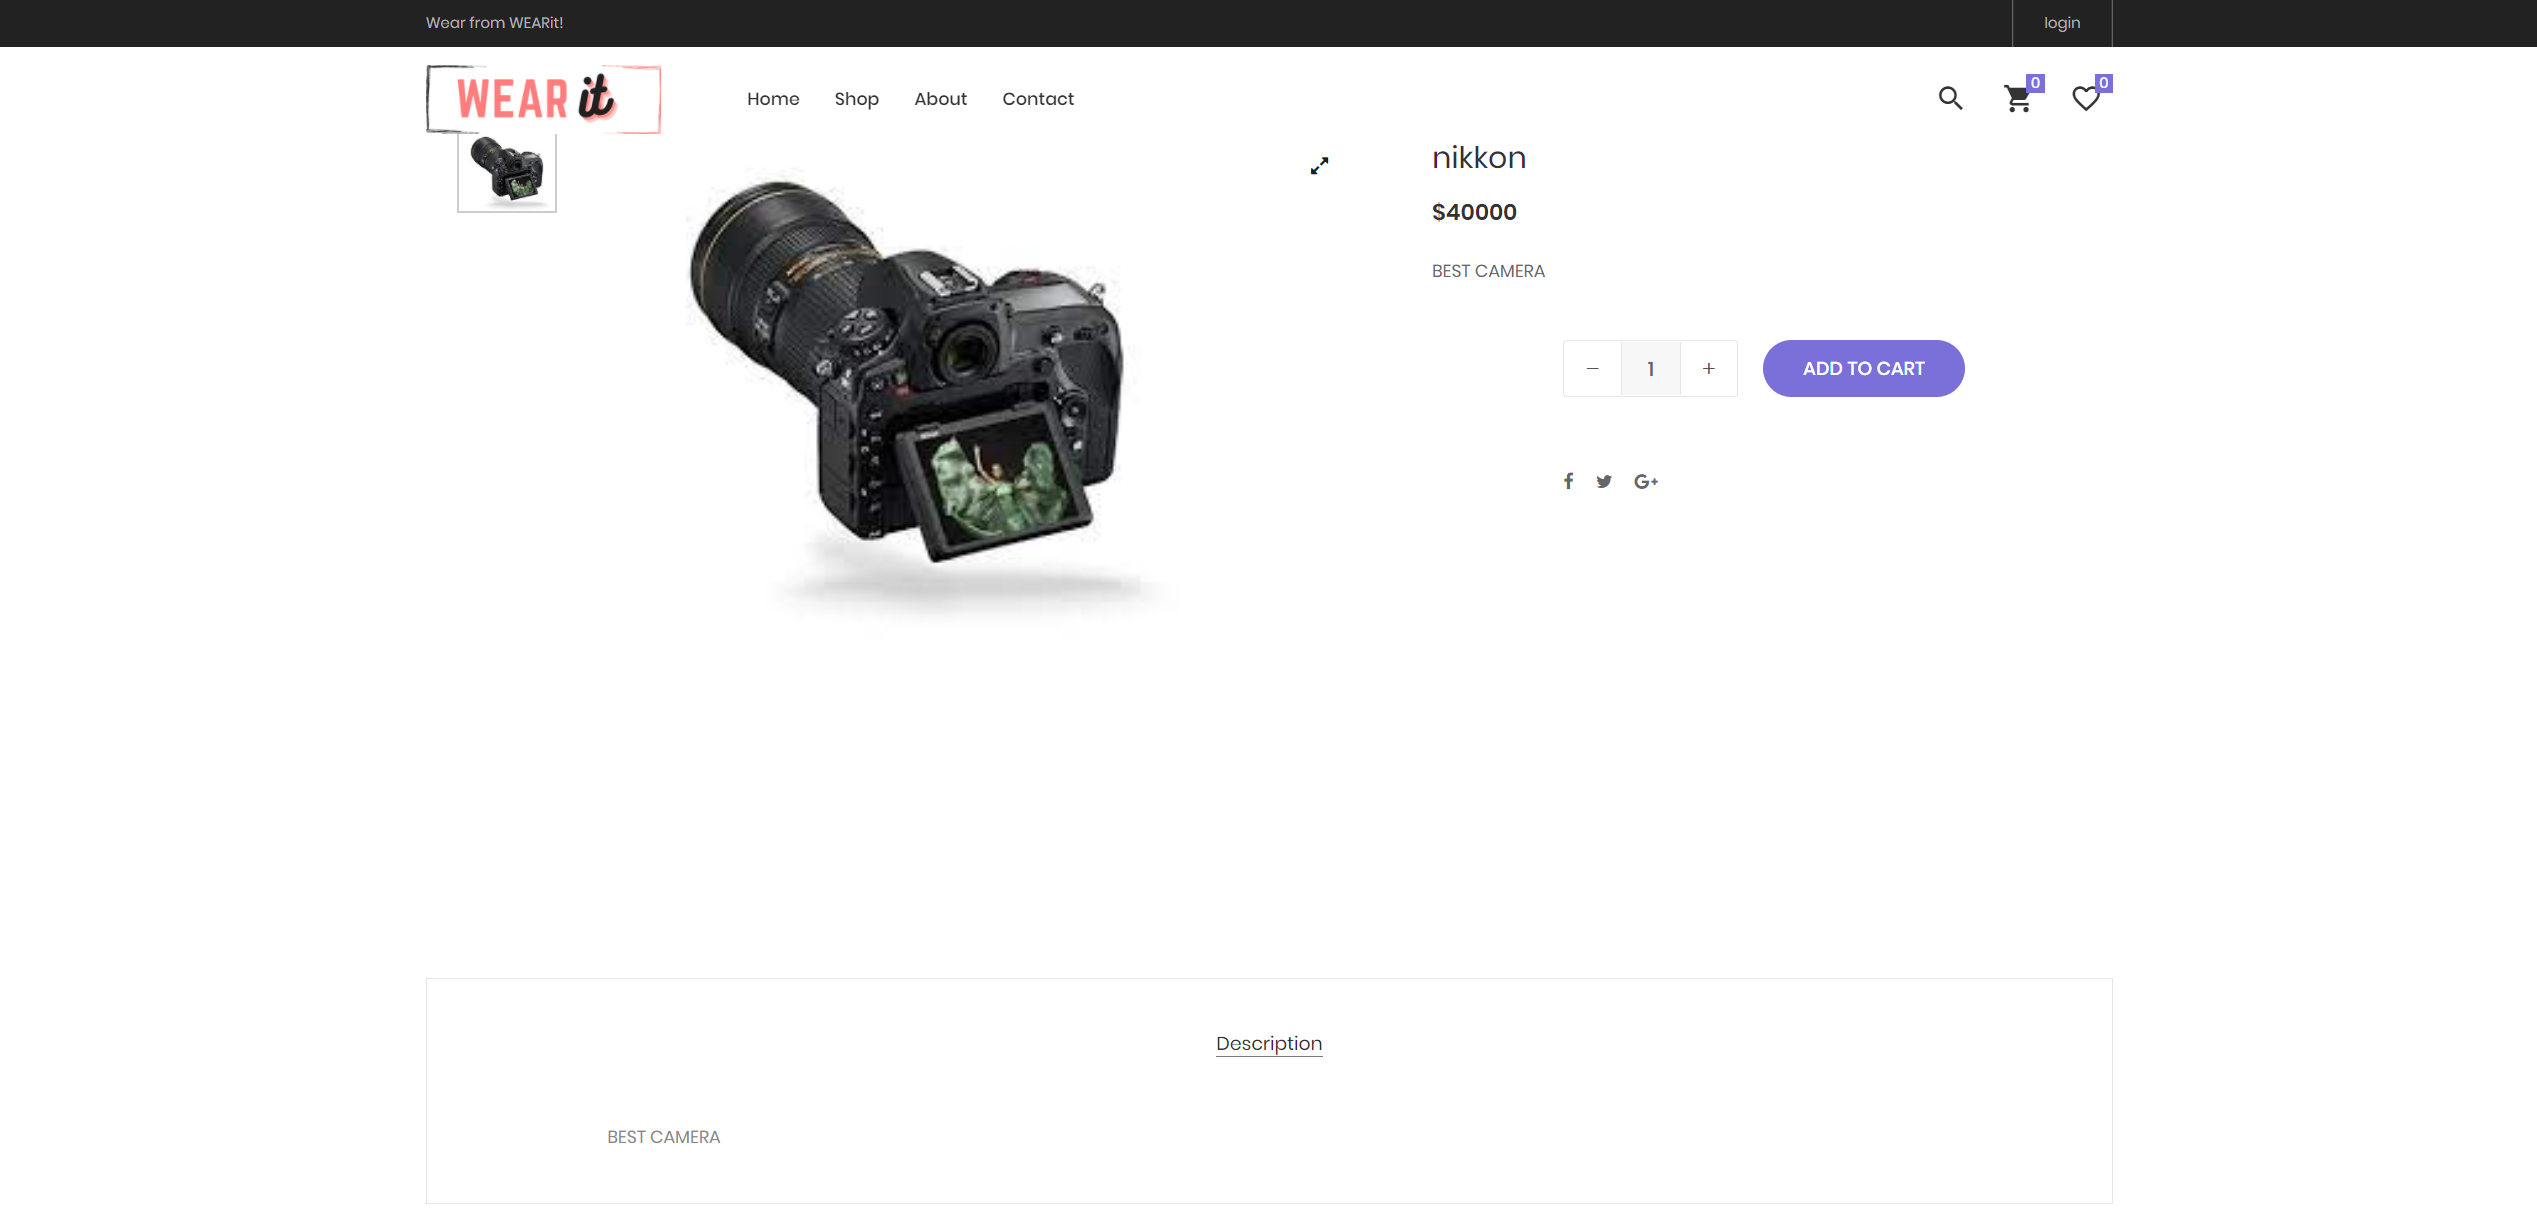 Wear from WEARit!
login
WEAR it
Home
Shop
About
Contact
0
0
nikkon
$40000
BEST CAMERA
− 1 +
ADD TO CART
G+
Description
BEST CAMERA